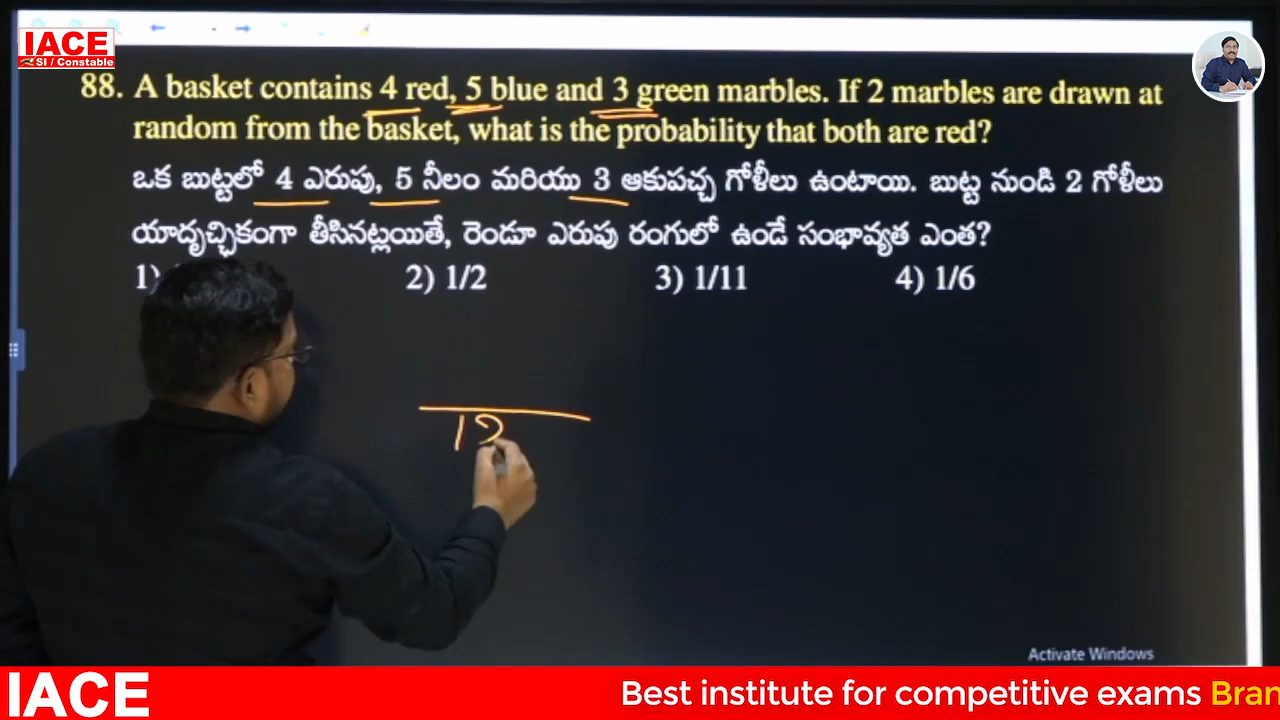 IACE
SI / Constable
88. A basket contains 4 red, 5 blue and 3 green marbles. If 2 marbles are drawn at
random from the basket, what is the probability that both are red?
ఒక బుట్టలో 4 ఎరుపు, 5 నీలం మరియు 3 ఆకుపచ్చ గోళీలు ఉంటాయి. బుట్ట నుండి 2 గోళీలు
యాదృచ్ఛికంగా తీసినట్లయితే, రెండూ ఎరుపు రంగులో ఉండే సంభావ్యత ఎంత?
1) 2) 1/2 3) 1/11 4) 1/6
12
Activate Windows
IACE Best institute for competitive exams Bran